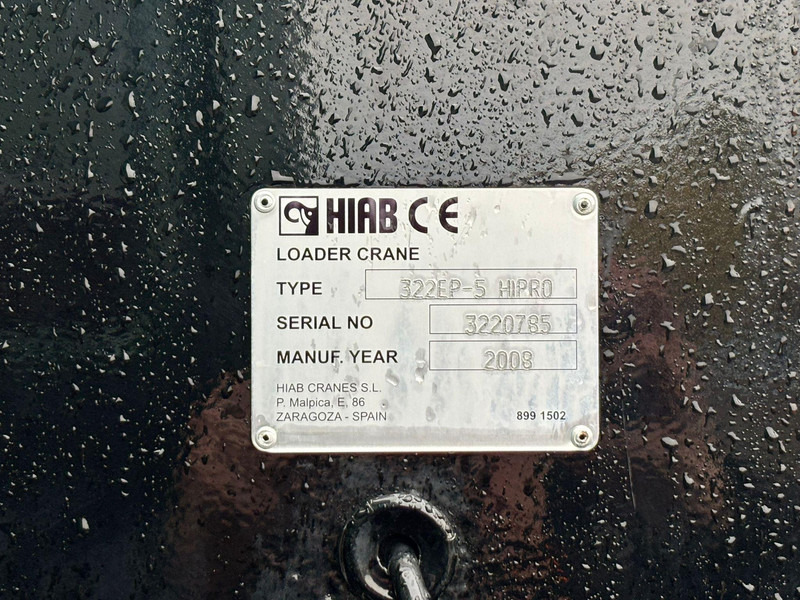 HIAB CE
LOADER CRANE
TYPE 322EP-5 HIPRO
SERIAL NO 3220785
MANUF. YEAR 2008
HIAB CRANES S.L.
P. Malpica, E, 86
ZARAGOZA - SPAIN 899 1502